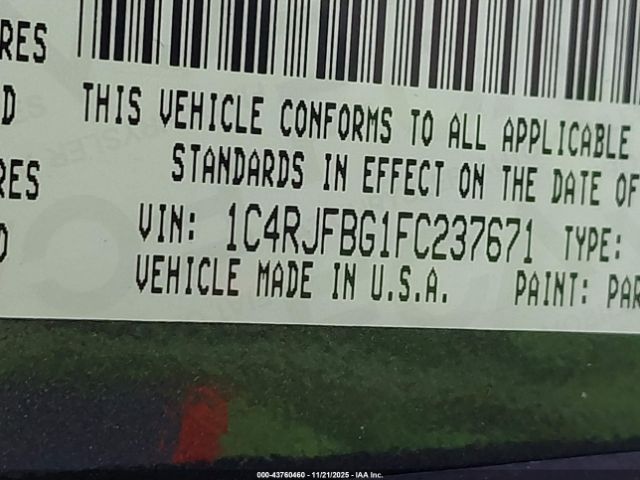 RES
D
THIS VEHICLE CONFORMS TO ALL APPLICABLE
STANDARDS IN EFFECT ON THE DATE OF
RES
VIN: 1C4RJFBG1FC237671 TYPE:
D
VEHICLE MADE IN U.S.A. PAINT: PAR
000-43760460 - 11/21/2025 - IAA Inc.